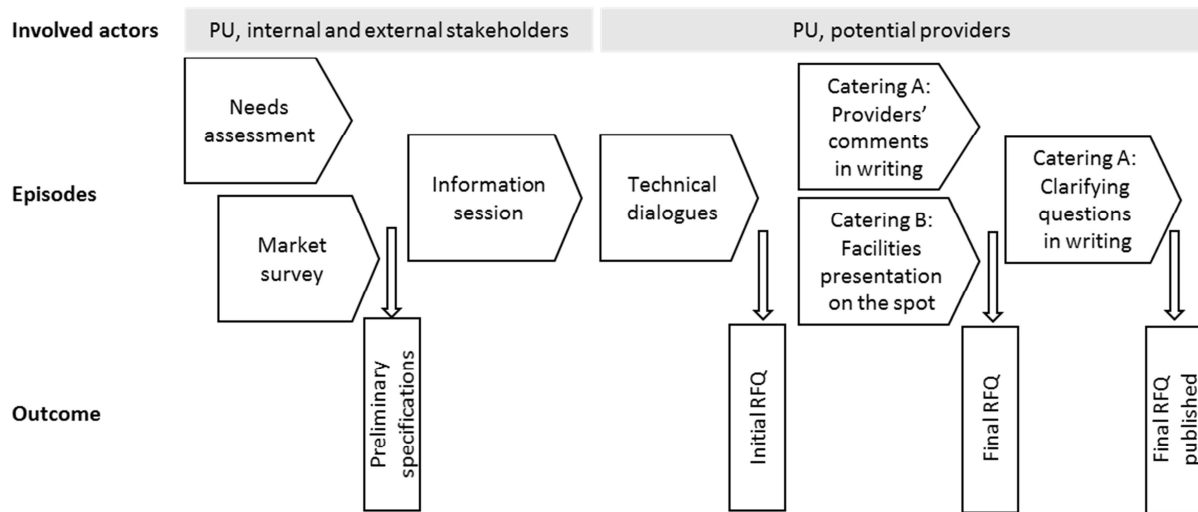 Involved actors
PU, internal and external stakeholders
PU, potential providers
Episodes
Needs
assessment
Market
survey
Information
session
Technical
dialogues
Catering A:
Providers’
comments
in writing
Catering B:
Facilities
presentation
on the spot
Catering A:
Clarifying
questions
in writing
Outcome
Preliminary
specifications
Initial RFQ
Final RFQ
Final RFQ
published